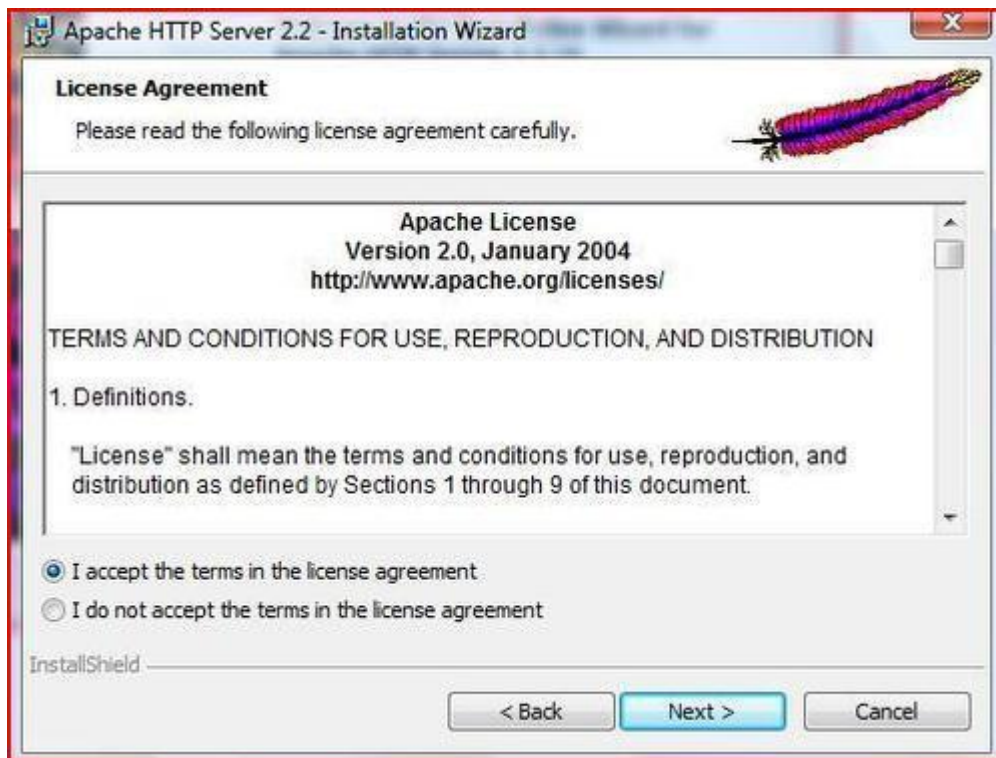 Apache HTTP Server 2.2 - Installation Wizard
License Agreement
Please read the following license agreement carefully.
Apache License
Version 2.0, January 2004
http://www.apache.org/licenses/
TERMS AND CONDITIONS FOR USE, REPRODUCTION, AND DISTRIBUTION
1. Definitions.
"License" shall mean the terms and conditions for use, reproduction, and
distribution as defined by Sections 1 through 9 of this document.
I accept the terms in the license agreement
I do not accept the terms in the license agreement
InstallShield
< Back Next > Cancel